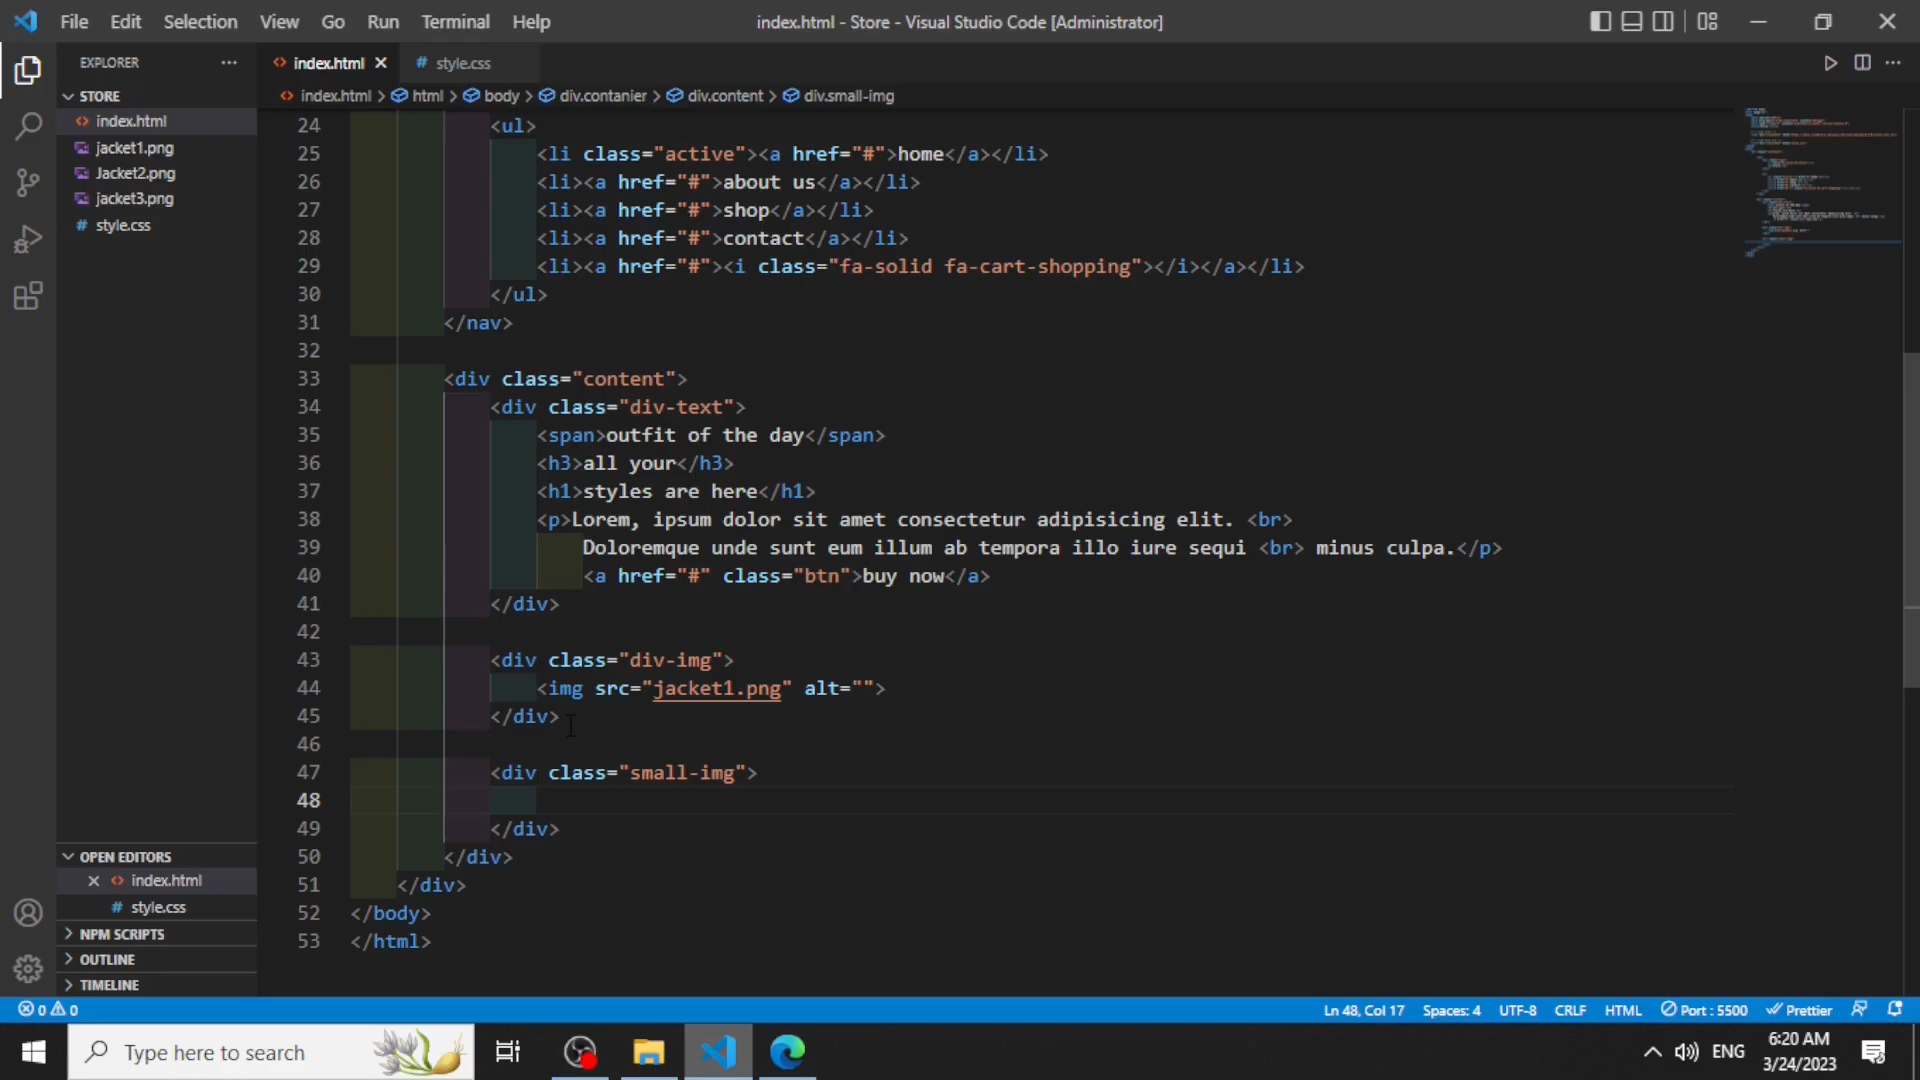 File Edit Selection View Go Run Terminal Help
index.html - Store - Visual Studio Code [Administrator]
EXPLORER
index.html
# style.css
STORE
index.html > html > body > div.contanier > div.content > div.small-img
index.html
jacket1.png
Jacket2.png
jacket3.png
# style.css
24 <ul>
25 <li class="active"><a href="#">home</a></li>
26 <li><a href="#">about us</a></li>
27 <li><a href="#">shop</a></li>
28 <li><a href="#">contact</a></li>
29 <li><a href="#"><i class="fa-solid fa-cart-shopping"></i></a></li>
30 </ul>
31 </nav>
32
33 <div class="content">
34 <div class="div-text">
35 <span>outfit of the day</span>
36 <h3>all your</h3>
37 <h1>styles are here</h1>
38 <p>Lorem, ipsum dolor sit amet consectetur adipisicing elit. <br>
39 Doloremque unde sunt eum illum ab tempora illo iure sequi <br> minus culpa.</p>
40 <a href="#" class="btn">buy now</a>
41 </div>
42
43 <div class="div-img">
44 <img src="jacket1.png" alt="">
45 </div>
46
47 <div class="small-img">
48
49 </div>
50 </div>
51 </div>
52 </body>
53 </html>
OPEN EDITORS
index.html
# style.css
NPM SCRIPTS
OUTLINE
TIMELINE
0 0
Ln 48, Col 17 Spaces: 4 UTF-8 CRLF HTML Port : 5500 Prettier
Type here to search
ENG
6:20 AM
3/24/2023